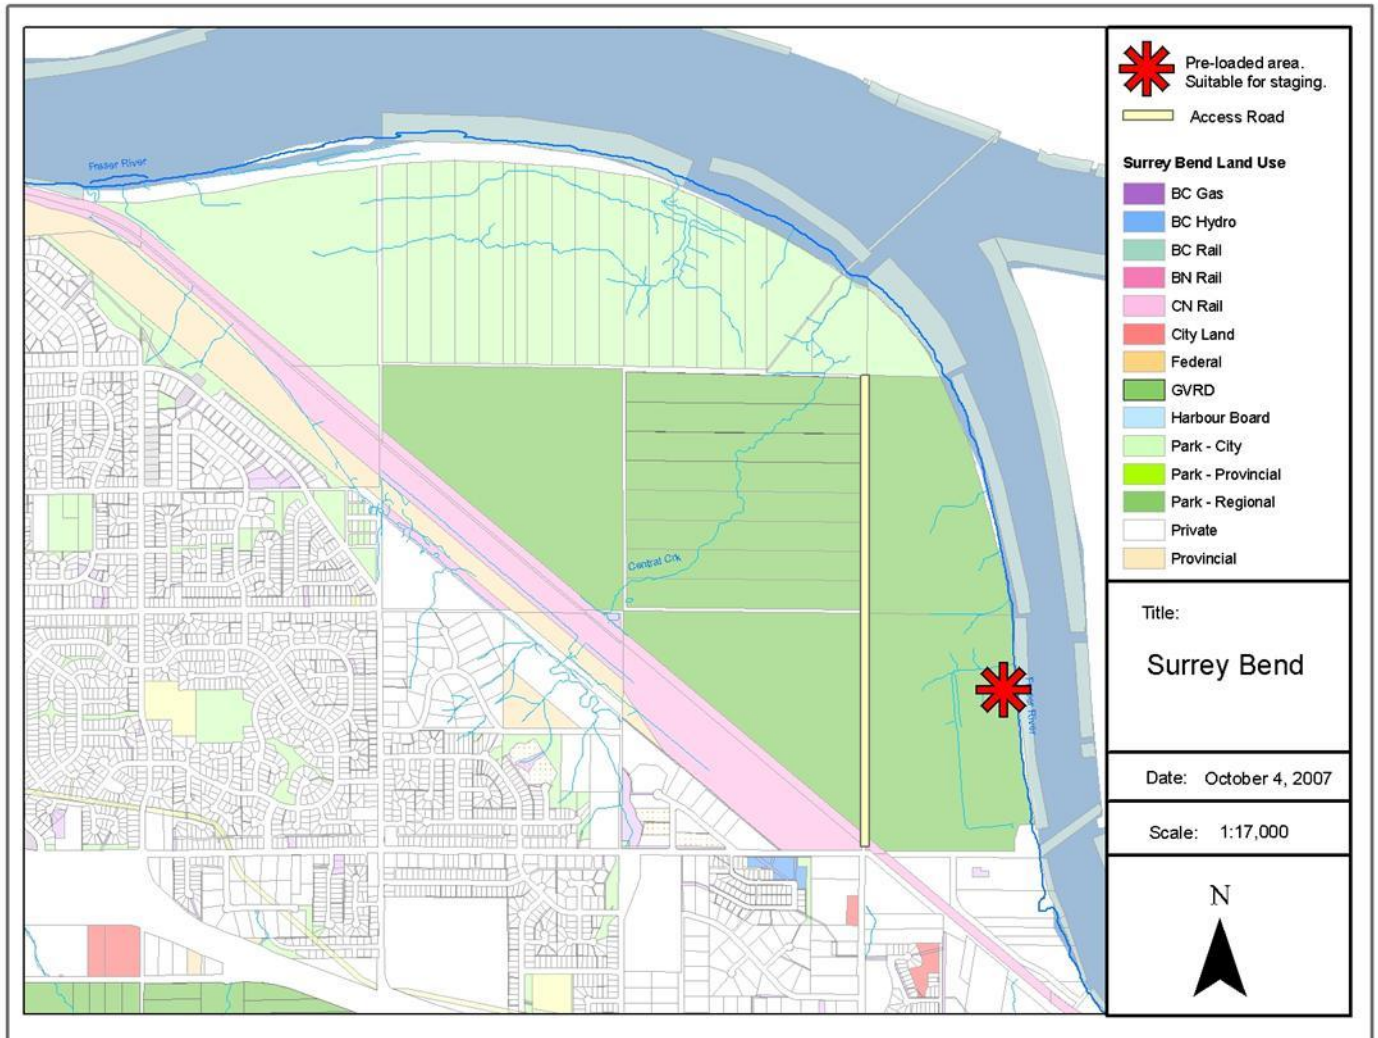 Pre-loaded area.
Suitable for staging.
Access Road
Surrey Bend Land Use
BC Gas
BC Hydro
BC Rail
BN Rail
CN Rail
City Land
Federal
GVRD
Harbour Board
Park - City
Park - Provincial
Park - Regional
Private
Provincial
Title:
Surrey Bend
Date: October 4, 2007
Scale: 1:17,000
N
Fraser River
Central Crk
Fraser River